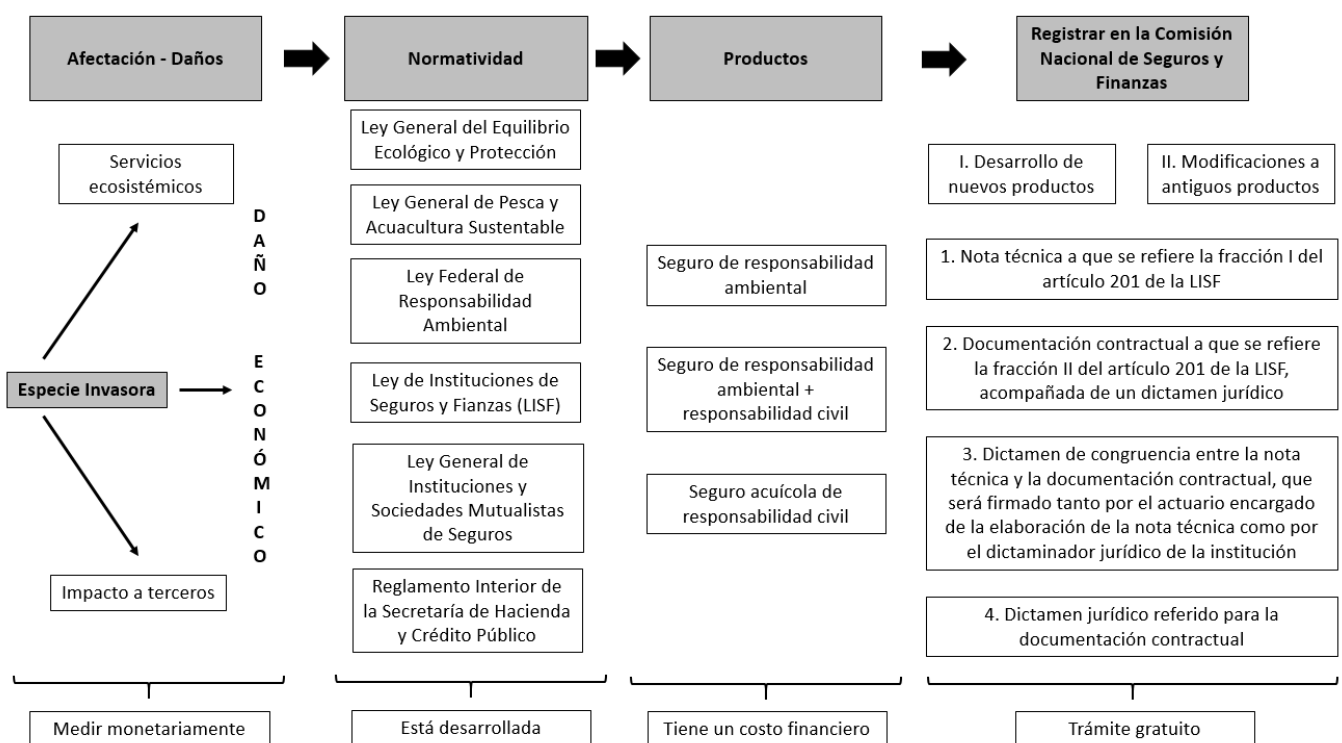 Afectación - Daños
Normatividad
Productos
Registrar en la Comisión
Nacional de Seguros y
Finanzas
Servicios
ecosistémicos
Especie Invasora
Impacto a terceros
DAÑO
ECONÓMICO
Medir monetariamente
Ley General del Equilibrio
Ecológico y Protección
Ley General de Pesca y
Acuacultura Sustentable
Ley Federal de
Responsabilidad
Ambiental
Ley de Instituciones de
Seguros y Fianzas (LISF)
Ley General de
Instituciones y
Sociedades Mutualistas
de Seguros
Reglamento Interior de
la Secretaría de Hacienda
y Crédito Público
Está desarrollada
Seguro de responsabilidad
ambiental
Seguro de responsabilidad
ambiental +
responsabilidad civil
Seguro acuícola de
responsabilidad civil
Tiene un costo financiero
I. Desarrollo de
nuevos productos
II. Modificaciones a
antiguos productos
1. Nota técnica a que se refiere la fracción I del
artículo 201 de la LISF
2. Documentación contractual a que se refiere
la fracción II del artículo 201 de la LISF,
acompañada de un dictamen jurídico
3. Dictamen de congruencia entre la nota
técnica y la documentación contractual, que
será firmado tanto por el actuario encargado
de la elaboración de la nota técnica como por
el dictaminador jurídico de la institución
4. Dictamen jurídico referido para la
documentación contractual
Trámite gratuito